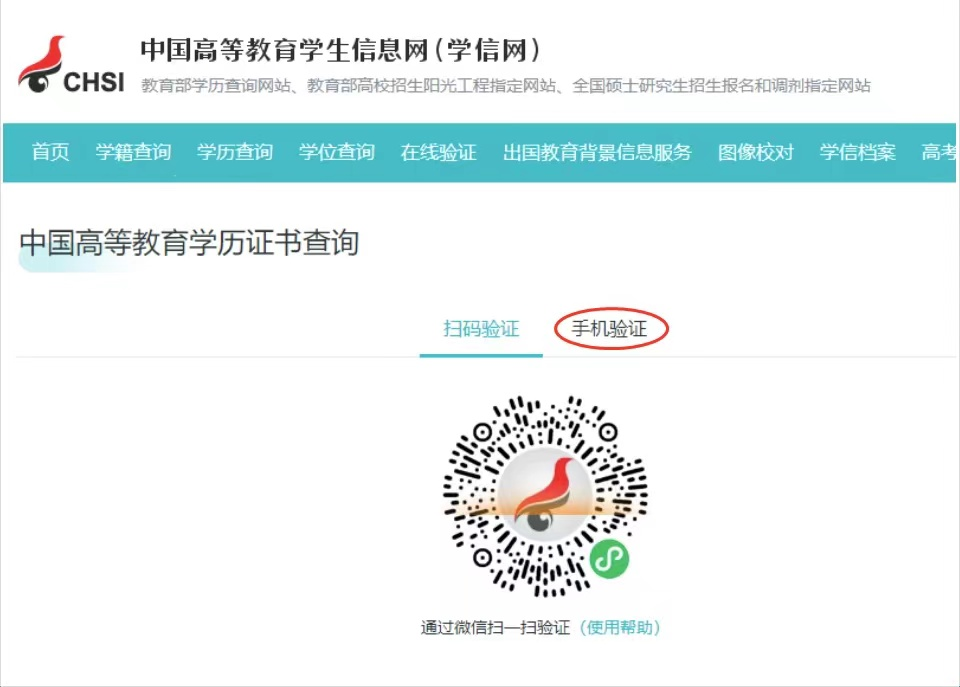 中国高等教育学生信息网（学信网）
CHSI
教育部学历查询网站、教育部高校招生阳光工程指定网站、全国硕士研究生招生报名和调剂指定网站
首页 学籍查询 学历查询 学位查询 在线验证 出国教育背景信息服务 图像校对 学信档案 高考
中国高等教育学历证书查询
扫码验证 手机验证
通过微信扫一扫验证（使用帮助）